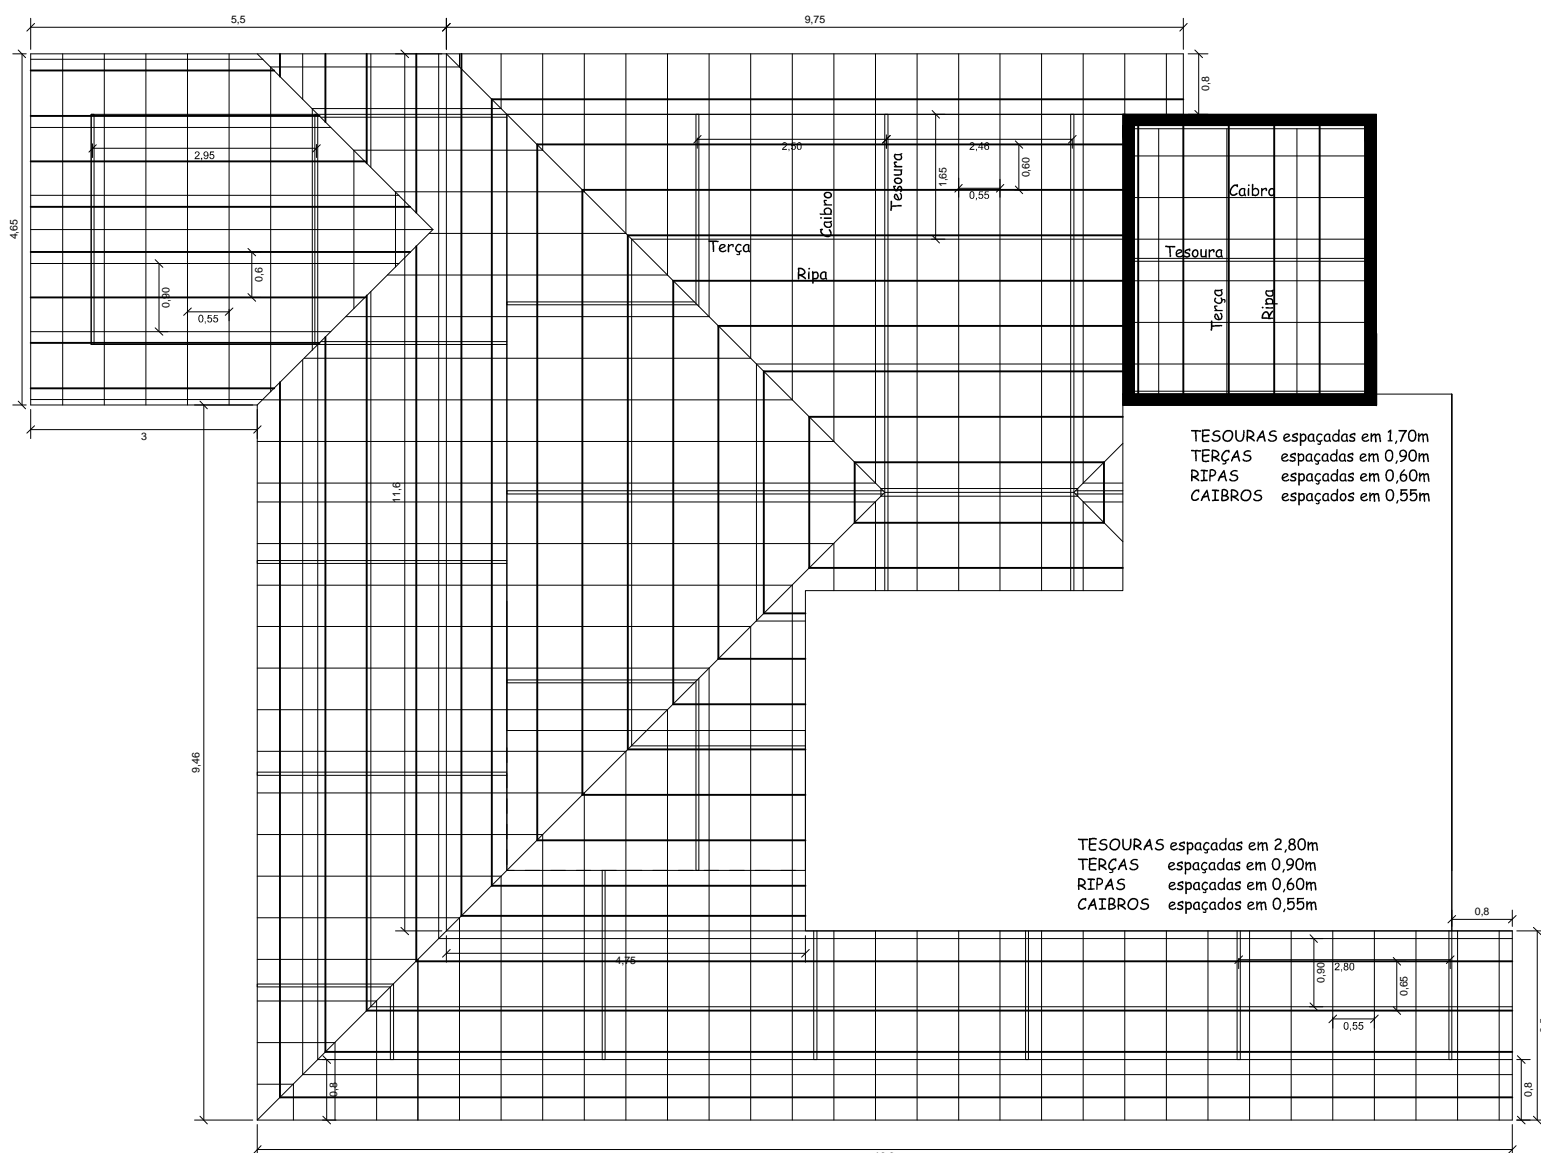 5,5
9,75
0,8
4,65
2,95
2,46
0,60
1,65
0,55
Tesoura
Caibro
Terça
Ripa
Caibro
Tesoura
Terça
Ripa
0,6
0,90
0,55
3
11,6
9,46
TESOURAS espaçadas em 1,70m
TERÇAS espaçadas em 0,90m
RIPAS espaçadas em 0,60m
CAIBROS espaçados em 0,55m
TESOURAS espaçadas em 2,80m
TERÇAS espaçadas em 0,90m
RIPAS espaçadas em 0,60m
CAIBROS espaçados em 0,55m
0,8
4,75
0,90
2,80
0,65
0,55
0,8
0,8